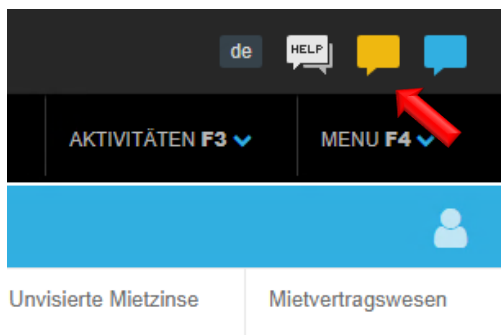 de HELP
AKTIVITÄTEN F3 MENU F4
Unvisierte Mietzinse Mietvertragswesen